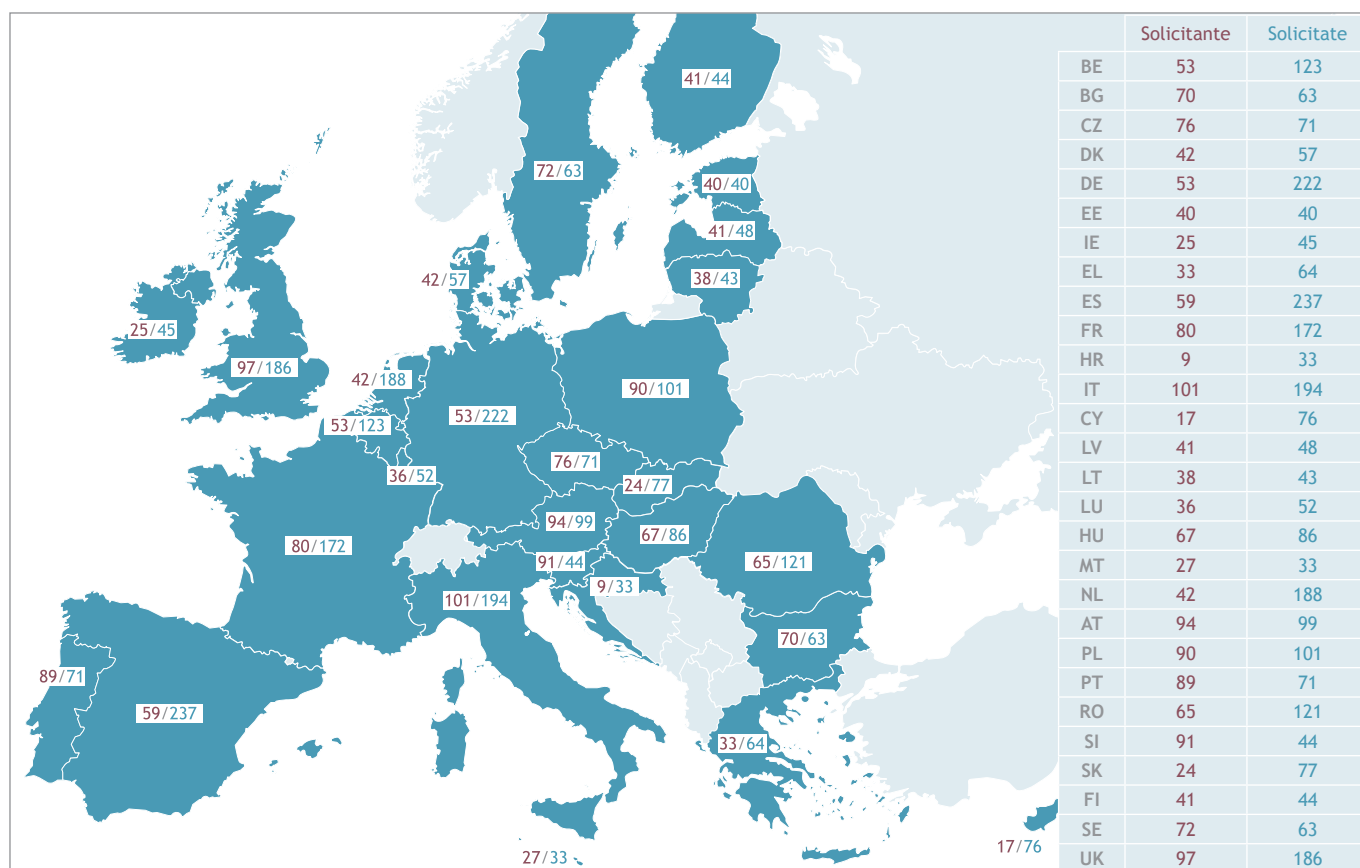 41/44
72/63
40/40
41/48
42/57
38/43
25/45
97/186
42/188
90/101
53/123
53/222
36/52
76/71
24/77
94/99
80/172
67/86
91/44
65/121
9/33
101/194
70/63
89/71
59/237
33/64
27/33
17/76
Solicitante Solicitate
BE 53 123
BG 70 63
CZ 76 71
DK 42 57
DE 53 222
EE 40 40
IE 25 45
EL 33 64
ES 59 237
FR 80 172
HR 9 33
IT 101 194
CY 17 76
LV 41 48
LT 38 43
LU 36 52
HU 67 86
MT 27 33
NL 42 188
AT 94 99
PL 90 101
PT 89 71
RO 65 121
SI 91 44
SK 24 77
FI 41 44
SE 72 63
UK 97 186